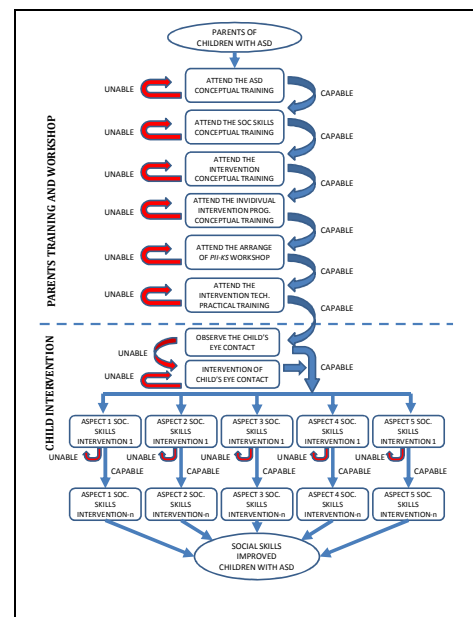 PARENTS OF
CHILDREN WITH ASD
PARENTS TRAINING AND WORKSHOP
ATTEND THE ASD
CONCEPTUAL TRAINING
UNABLE
CAPABLE
ATTEND THE SOC SKILLS
CONCEPTUAL TRAINING
UNABLE
CAPABLE
ATTEND THE
INTERVENTION
CONCEPTUAL TRAINING
UNABLE
CAPABLE
ATTEND THE INVIDIVUAL
INTERVENTION PROG.
CONCEPTUAL TRAINING
UNABLE
CAPABLE
ATTEND THE ARRANGE
OF PII-KS WORKSHOP
UNABLE
CAPABLE
ATTEND THE
INTERVENTION TECH.
PRACTICAL TRAINING
UNABLE
CAPABLE
CHILD INTERVENTION
OBSERVE THE CHILD'S
EYE CONTACT
UNABLE
INTERVENTION OF
CHILD'S EYE CONTACT
UNABLE
CAPABLE
ASPECT 1 SOC.
SKILLS
INTERVENTION 1
ASPECT 2 SOC.
SKILLS
INTERVENTION 1
ASPECT 3 SOC.
SKILLS
INTERVENTION 1
ASPECT 4 SOC.
SKILLS
INTERVENTION 1
ASPECT 5 SOC.
SKILLS
INTERVENTION 1
UNABLE
UNABLE
UNABLE
UNABLE
UNABLE
CAPABLE
CAPABLE
CAPABLE
CAPABLE
CAPABLE
ASPECT 1 SOC.
SKILLS
INTERVENTION-n
ASPECT 2 SOC.
SKILLS
INTERVENTION-n
ASPECT 3 SOC.
SKILLS
INTERVENTION-n
ASPECT 4 SOC.
SKILLS
INTERVENTION-n
ASPECT 5 SOC.
SKILLS
INTERVENTION-n
SOCIAL SKILLS
IMPROVED
CHILDREN WITH ASD